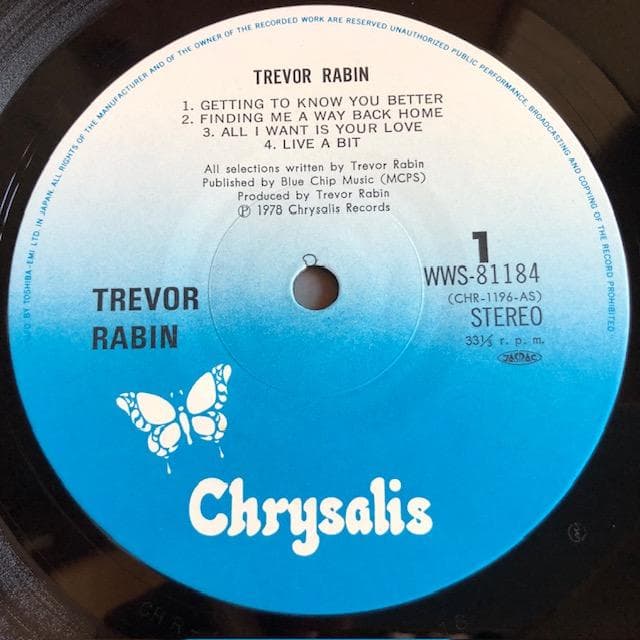 D BY TOSHIBA-EMI LTD. IN JAPAN. ALL RIGHTS OF THE MANUFACTURER AND OF THE OWNER OF THE RECORDED WORK ARE RESERVED UNAUTHORIZED PUBLIC PERFORMANCE, BROADCASTING AND COPYING OF THE RECORD PROHIBITED
TREVOR RABIN
1. GETTING TO KNOW YOU BETTER
2. FINDING ME A WAY BACK HOME
3. ALL I WANT IS YOUR LOVE
4. LIVE A BIT
All selections written by Trevor Rabin
Published by Blue Chip Music (MCPS)
Produced by Trevor Rabin
Ⓟ 1978 Chrysalis Records
1
WWS-81184
(CHR-1196-AS)
STEREO
33⅓ r. p. m.
JASRAC
TREVOR
RABIN
Chrysalis